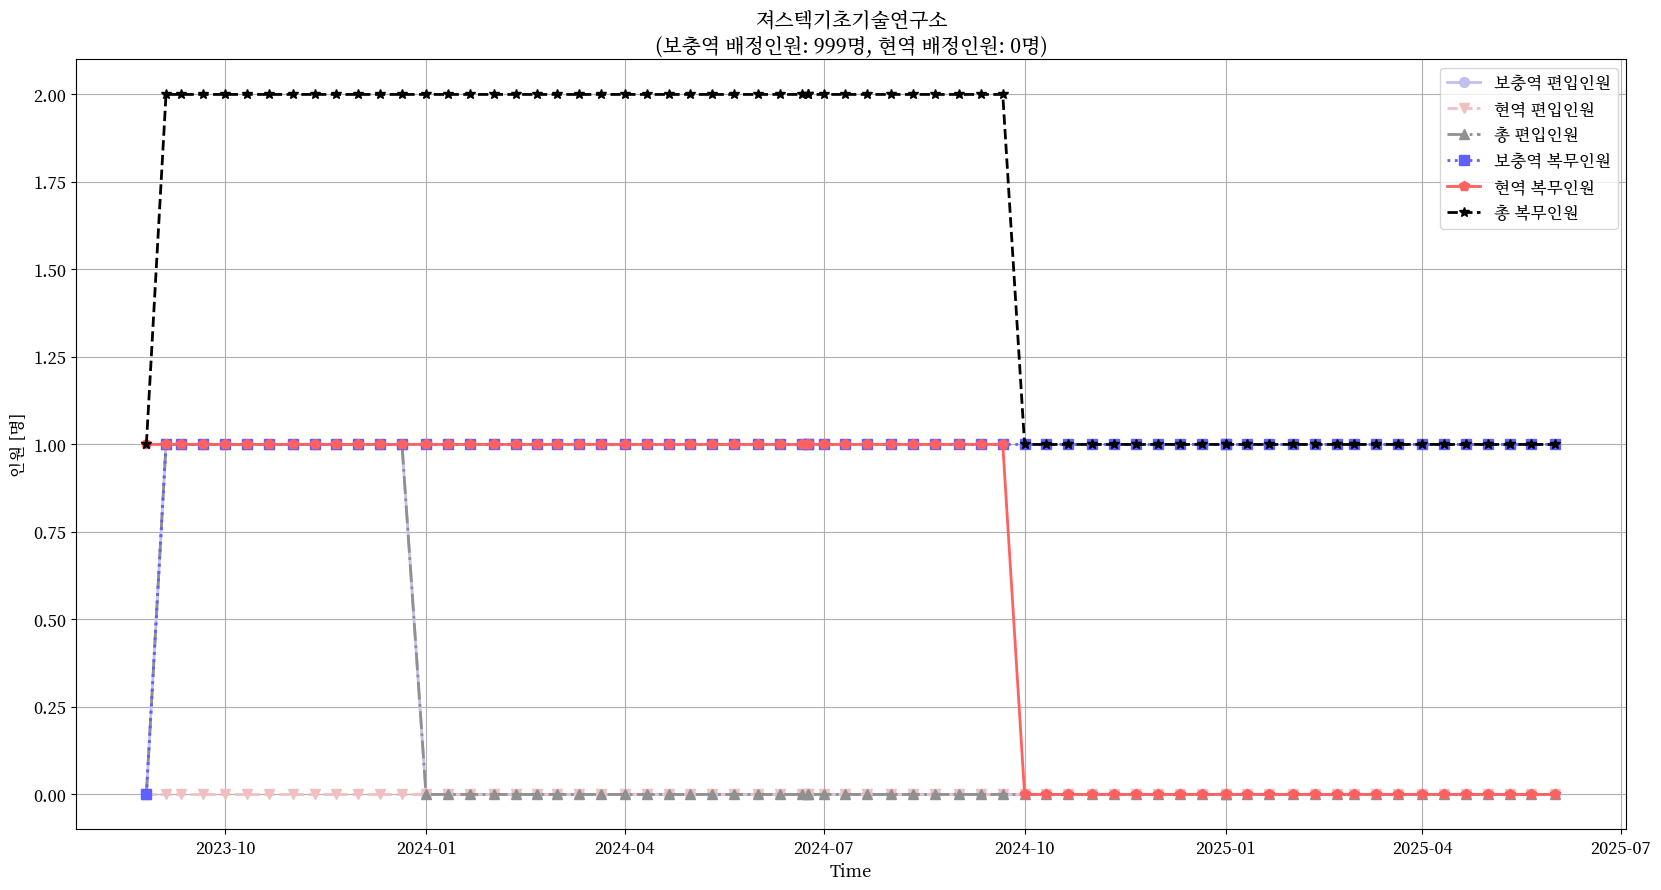 져스텍기초기술연구소
(보충역 배정인원: 999명, 현역 배정인원: 0명)
보충역 편입인원
현역 편입인원
총 편입인원
보충역 복무인원
현역 복무인원
총 복무인원
인원 [명]
2.00
1.75
1.50
1.25
1.00
0.75
0.50
0.25
0.00
2023-10
2024-01
2024-04
2024-07
2024-10
2025-01
2025-04
2025-07
Time